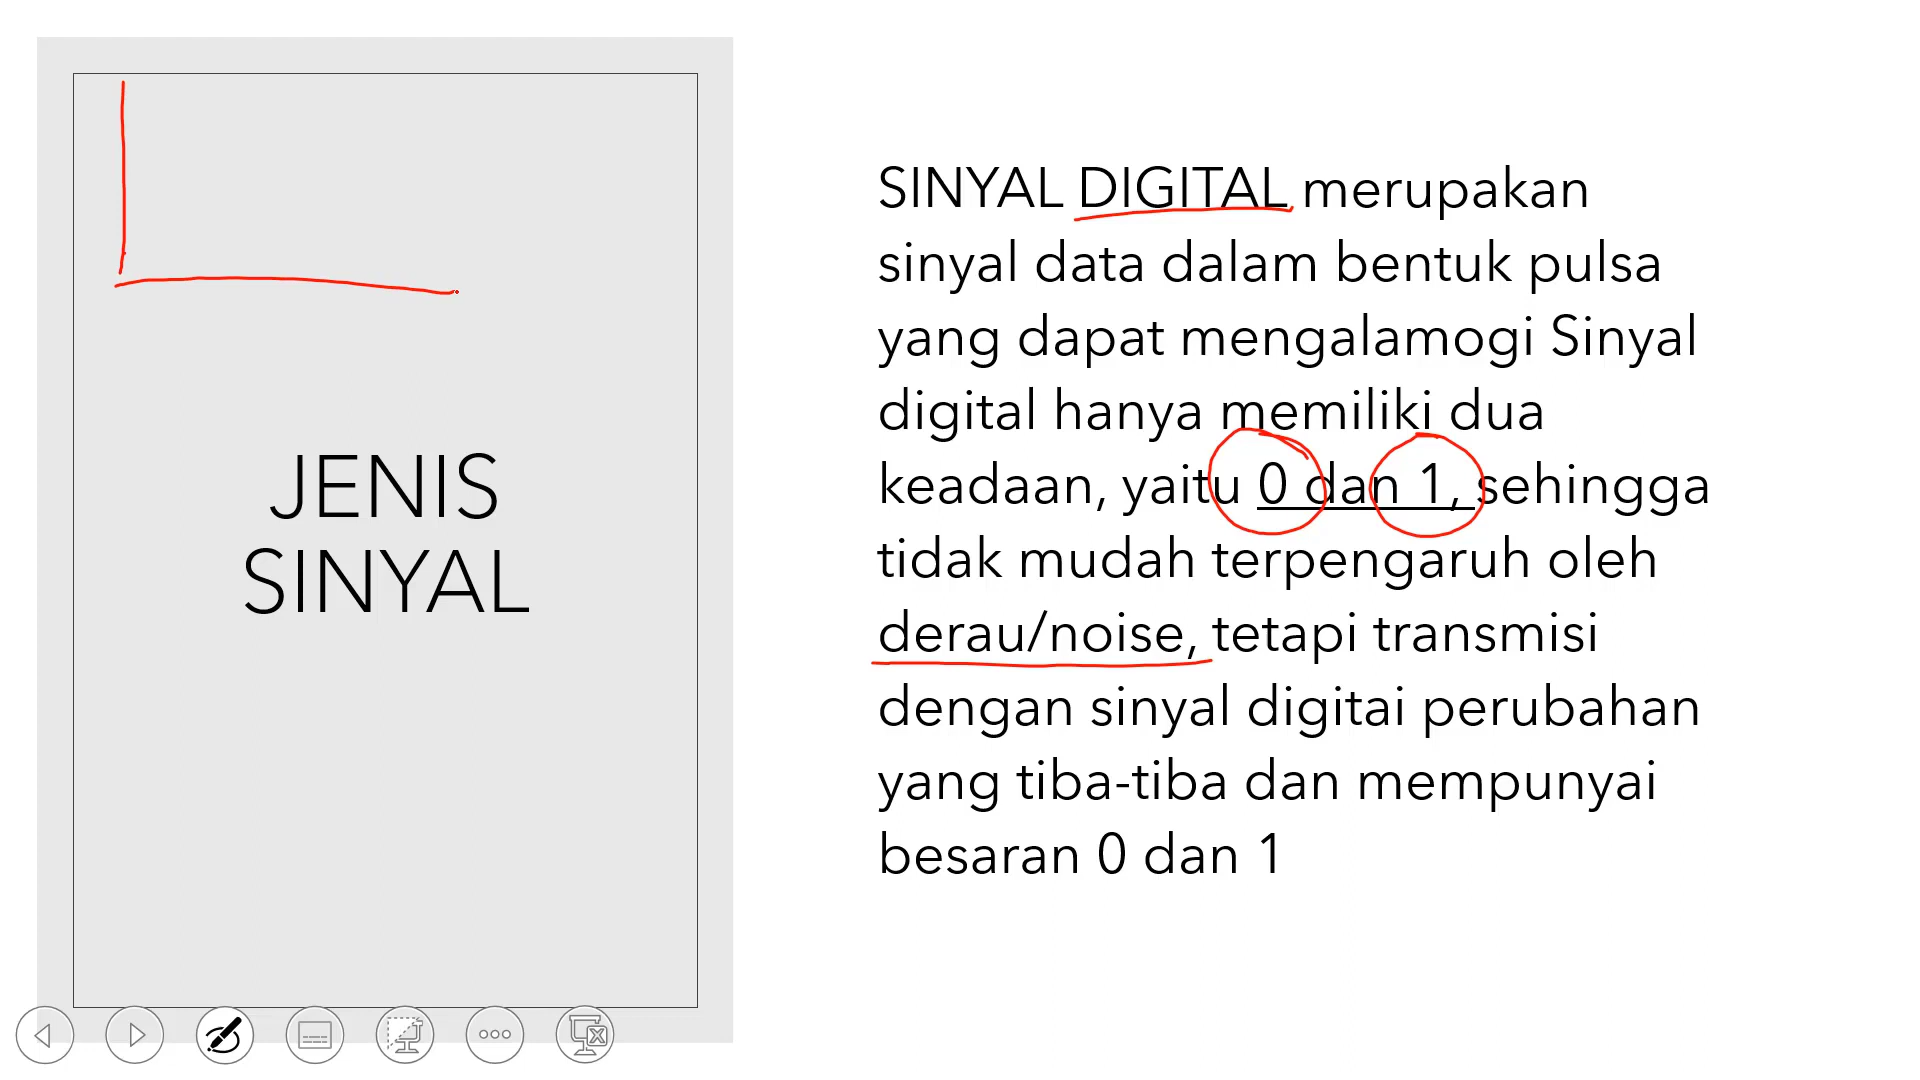 JENIS
SINYAL
SINYAL DIGITAL merupakan
sinyal data dalam bentuk pulsa
yang dapat mengalamogi Sinyal
digital hanya memiliki dua
keadaan, yaitu 0 dan 1, sehingga
tidak mudah terpengaruh oleh
derau/noise, tetapi transmisi
dengan sinyal digitai perubahan
yang tiba-tiba dan mempunyai
besaran 0 dan 1